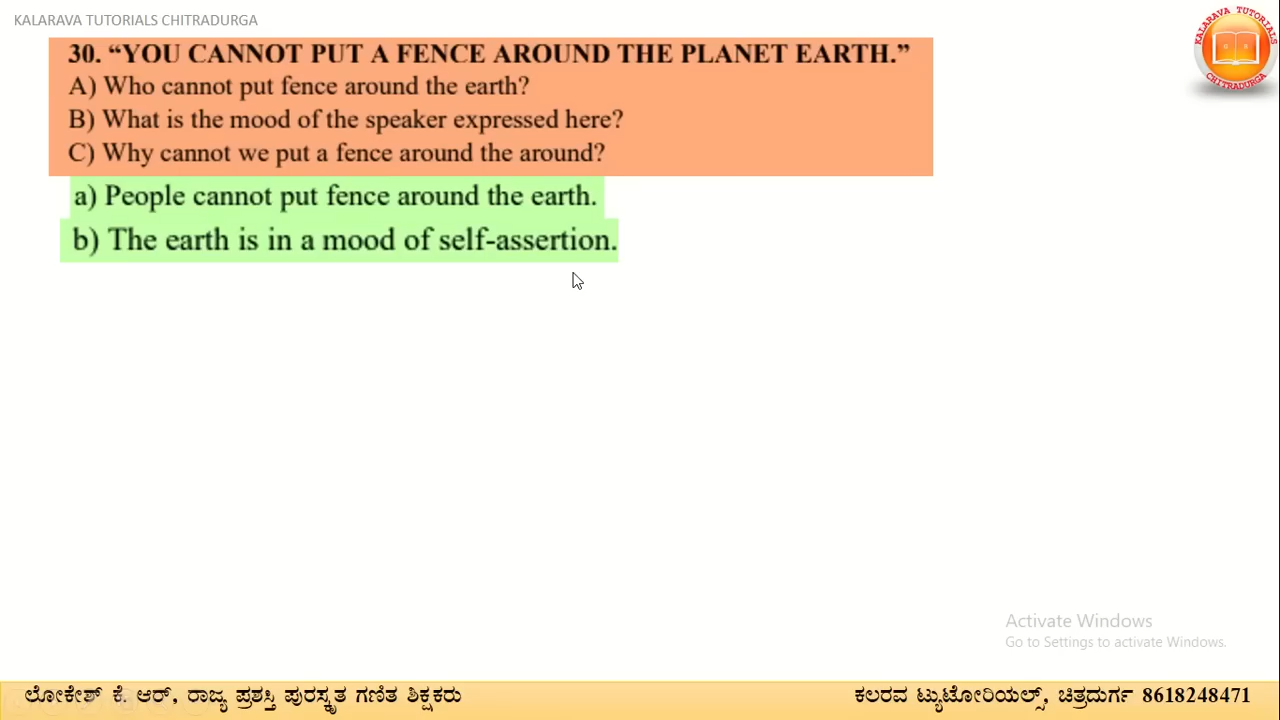 KALARAVA TUTORIALS CHITRADURGA
KALARAVA TUTORIALS
CHITRADURGA
30. “YOU CANNOT PUT A FENCE AROUND THE PLANET EARTH.”
A) Who cannot put fence around the earth?
B) What is the mood of the speaker expressed here?
C) Why cannot we put a fence around the around?
a) People cannot put fence around the earth.
b) The earth is in a mood of self-assertion.
Activate Windows
Go to Settings to activate Windows.
ಲೋಕೇಶ್ ಕೆ. ಆರ್, ರಾಜ್ಯ ಪ್ರಶಸ್ತಿ ಪುರಸ್ಕೃತ ಗಣಿತ ಶಿಕ್ಷಕರು
ಕಲರವ ಟ್ಯುಟೋರಿಯಲ್ಸ್, ಚಿತ್ರದುರ್ಗ 8618248471